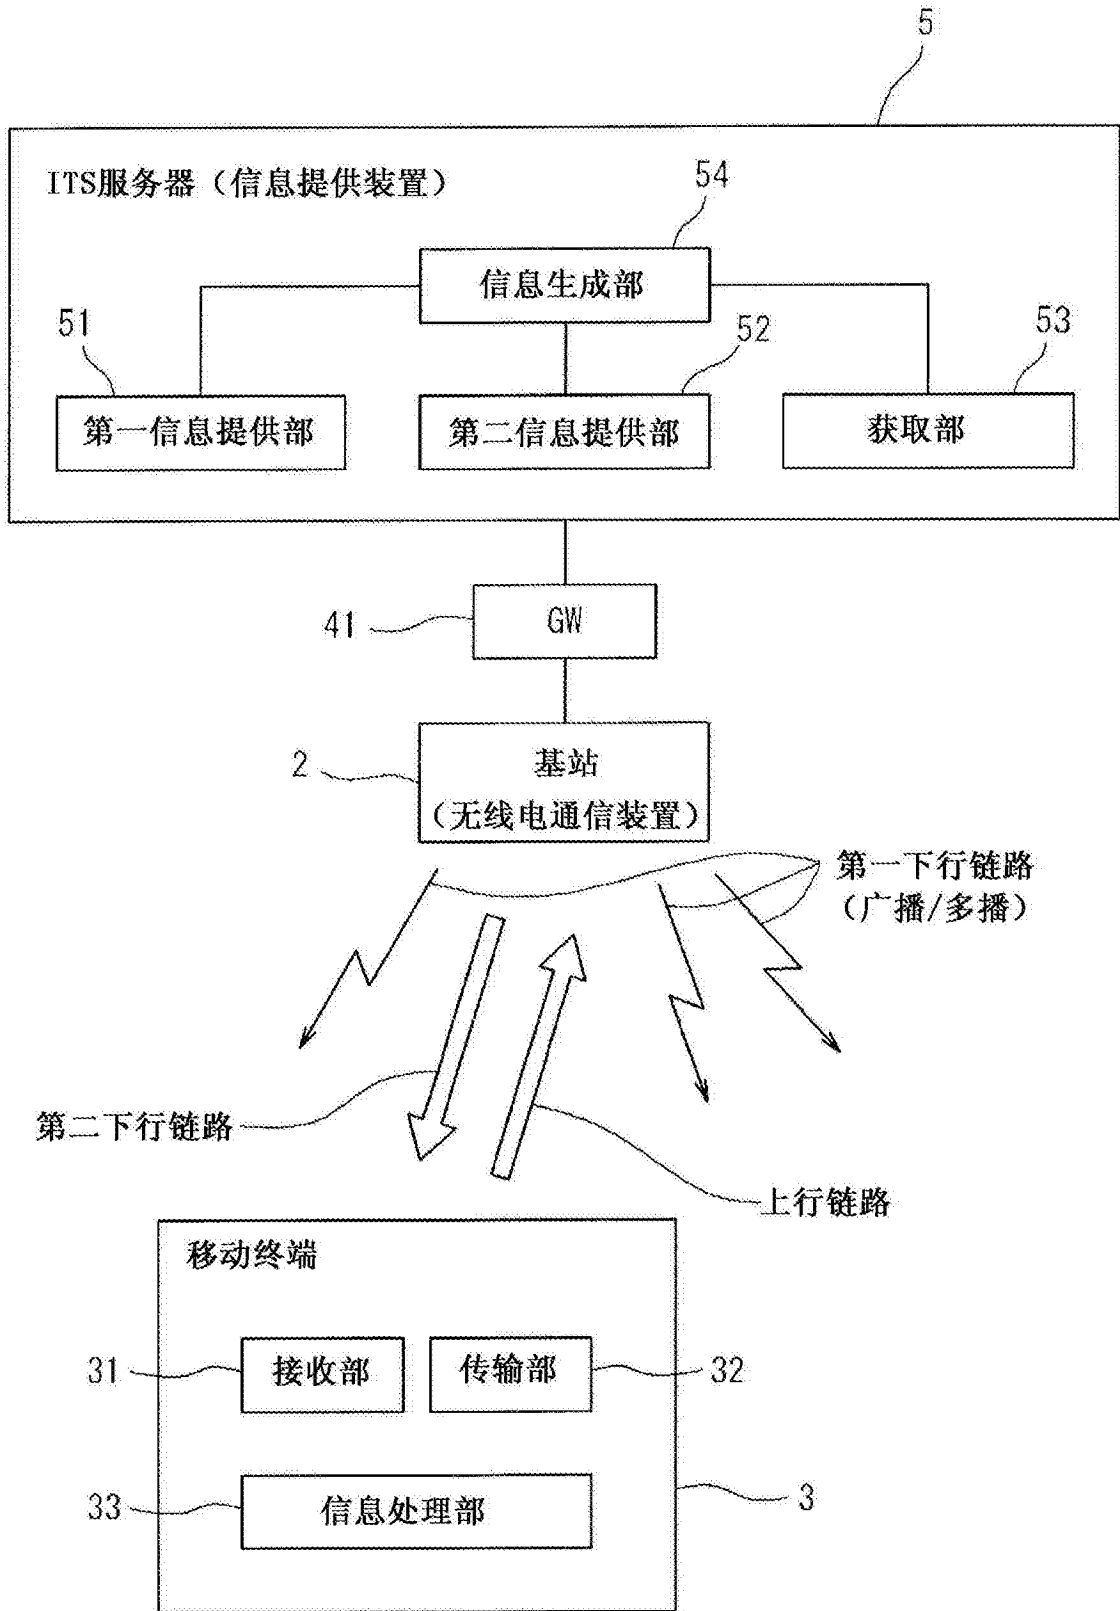 5
ITS服务器（信息提供装置）
54
信息生成部
51
52
53
第一信息提供部
第二信息提供部
获取部
41
GW
2
基站
（无线电通信装置）
第一下行链路
（广播/多播）
第二下行链路
上行链路
移动终端
31
接收部
传输部
32
33
信息处理部
3